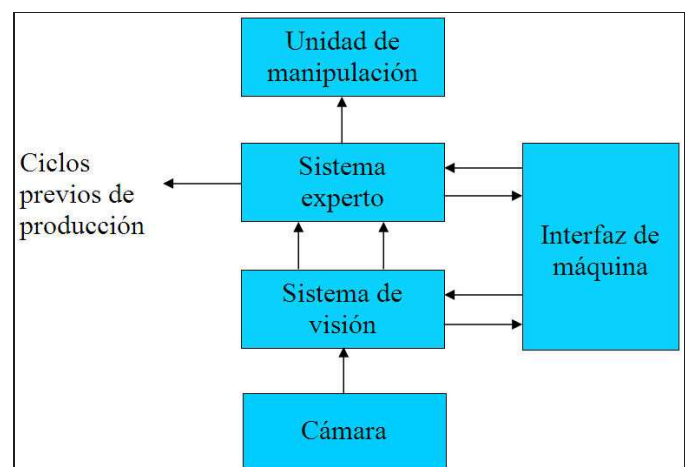 Unidad de
manipulación
Ciclos
previos de
producción
Sistema
experto
Interfaz de
máquina
Sistema de
visión
Cámara